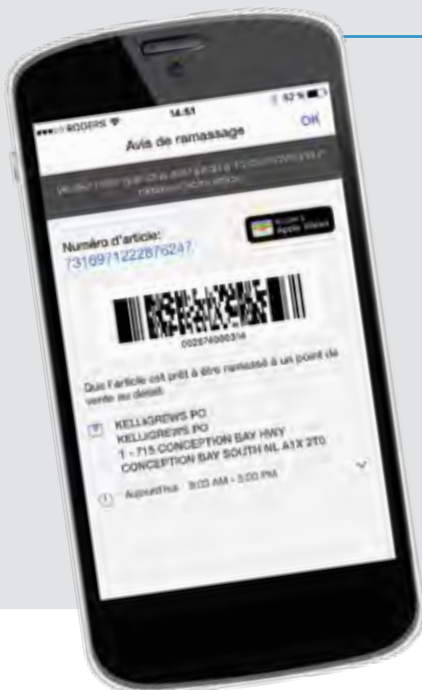 ROGERS 14:51 62 %
Avis de ramassage OK
Numéro d'article:
7316971222876247
Apple Wallet
Que l'article est prêt à être ramassé à un point de
vente au détail.
KELLIGREWS PO
KELLIGREWS PO
1 - 715 CONCEPTION BAY HWY
CONCEPTION BAY SOUTH NL A1X 2T0
Aujourd'hui 9:00 AM - 5:00 PM